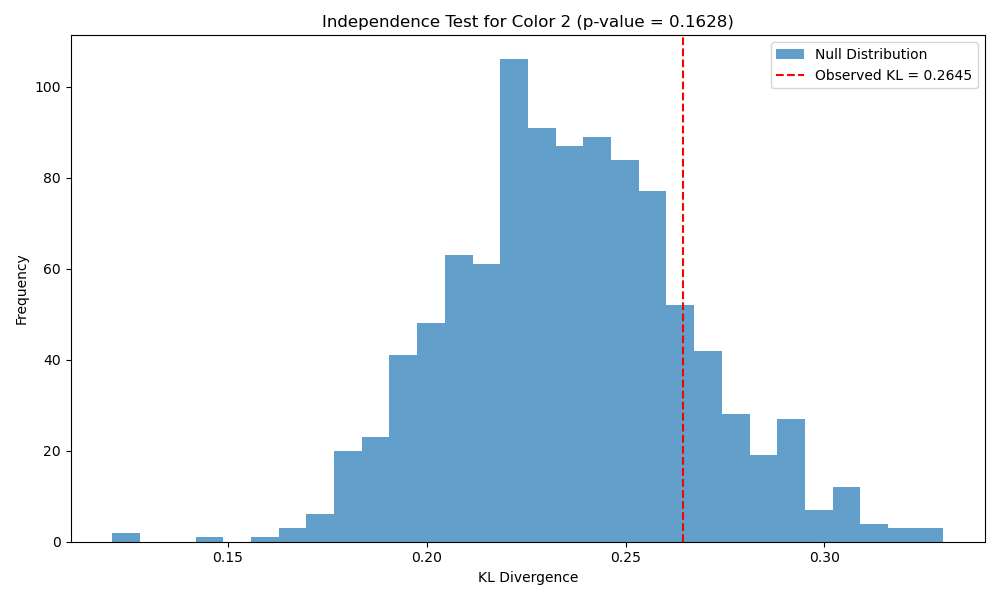 Independence Test for Color 2 (p-value = 0.1628)
Null Distribution
Observed KL = 0.2645
Frequency
100
80
60
40
20
0
0.15
0.20
0.25
0.30
KL Divergence